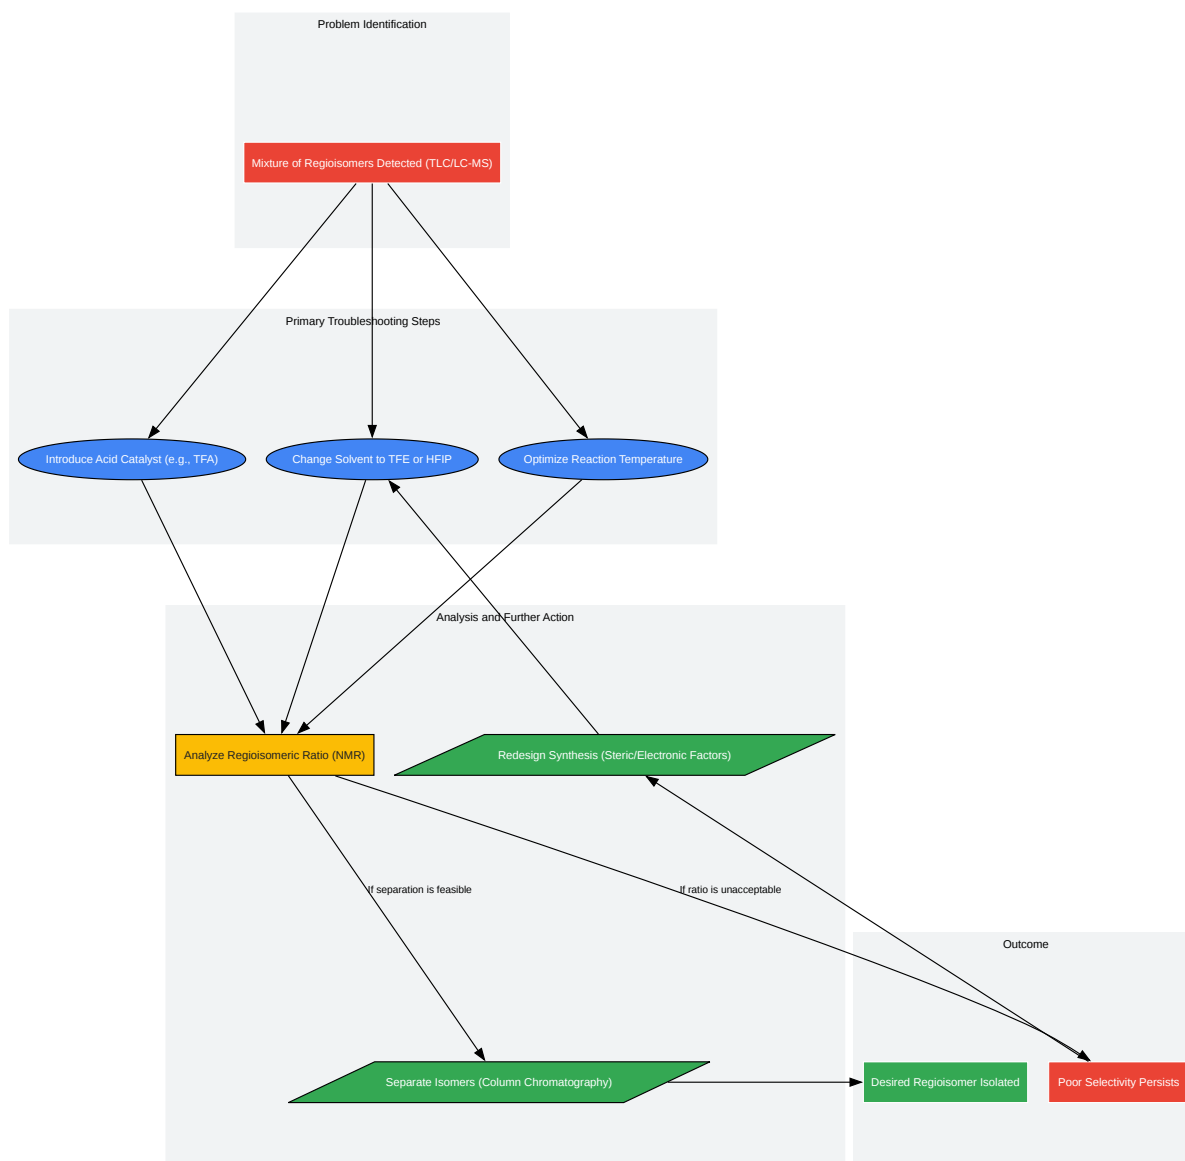 Problem Identification
Mixture of Regioisomers Detected (TLC/LC-MS)
Primary Troubleshooting Steps
Introduce Acid Catalyst (e.g., TFA)
Change Solvent to TFE or HFIP
Optimize Reaction Temperature
Analysis and Further Action
Analyze Regioisomeric Ratio (NMR)
Redesign Synthesis (Steric/Electronic Factors)
If separation is feasible
If ratio is unacceptable
Outcome
Separate Isomers (Column Chromatography)
Desired Regioisomer Isolated
Poor Selectivity Persists